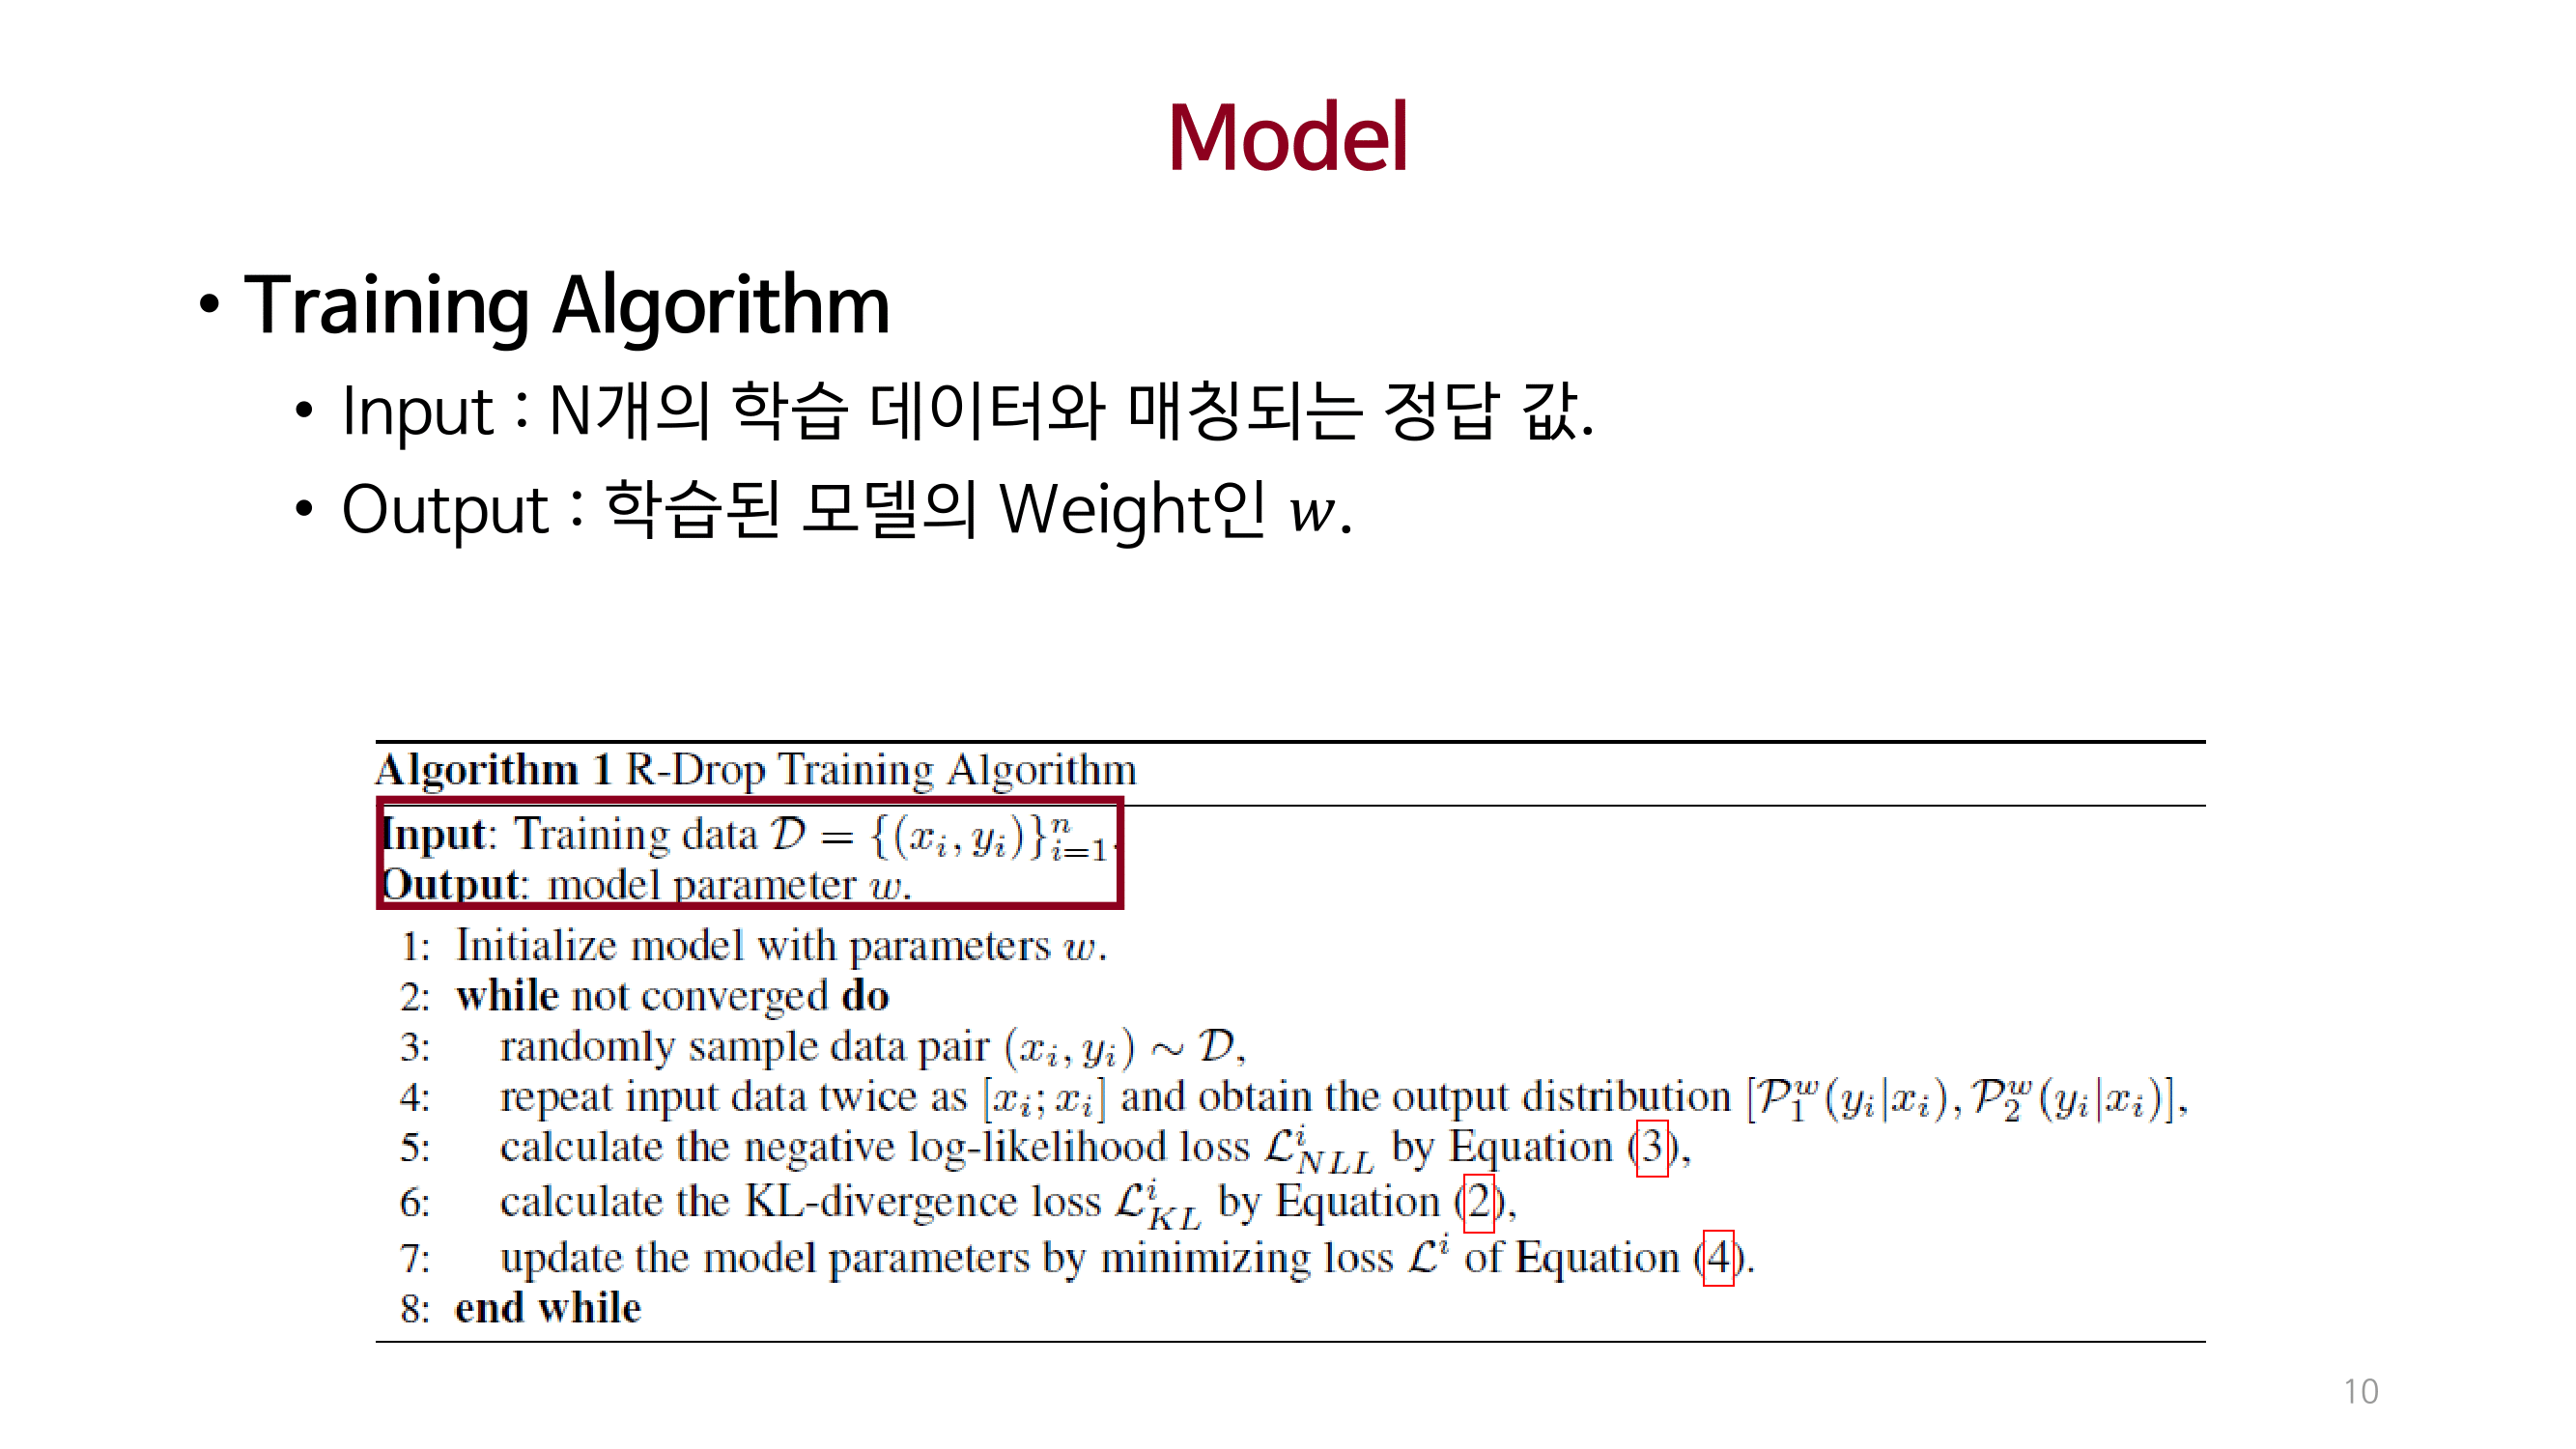 Model
• Training Algorithm
• Input : N개의 학습 데이터와 매칭되는 정답 값.
• Output : 학습된 모델의 Weight인 𝑤.
Algorithm 1 R-Drop Training Algorithm
Input: Training data $\mathcal{D} = \{(x_i, y_i)\}_{i=1}^{n}$.
Output: model parameter $w$.
1: Initialize model with parameters $w$.
2: while not converged do
3: randomly sample data pair $(x_i, y_i) \sim \mathcal{D}$,
4: repeat input data twice as $[x_i; x_i]$ and obtain the output distribution $[\mathcal{P}_1^w(y_i|x_i), \mathcal{P}_2^w(y_i|x_i)]$,
5: calculate the negative log-likelihood loss $\mathcal{L}_{NLL}^i$ by Equation (3),
6: calculate the KL-divergence loss $\mathcal{L}_{KL}^i$ by Equation (2),
7: update the model parameters by minimizing loss $\mathcal{L}^i$ of Equation (4).
8: end while
10